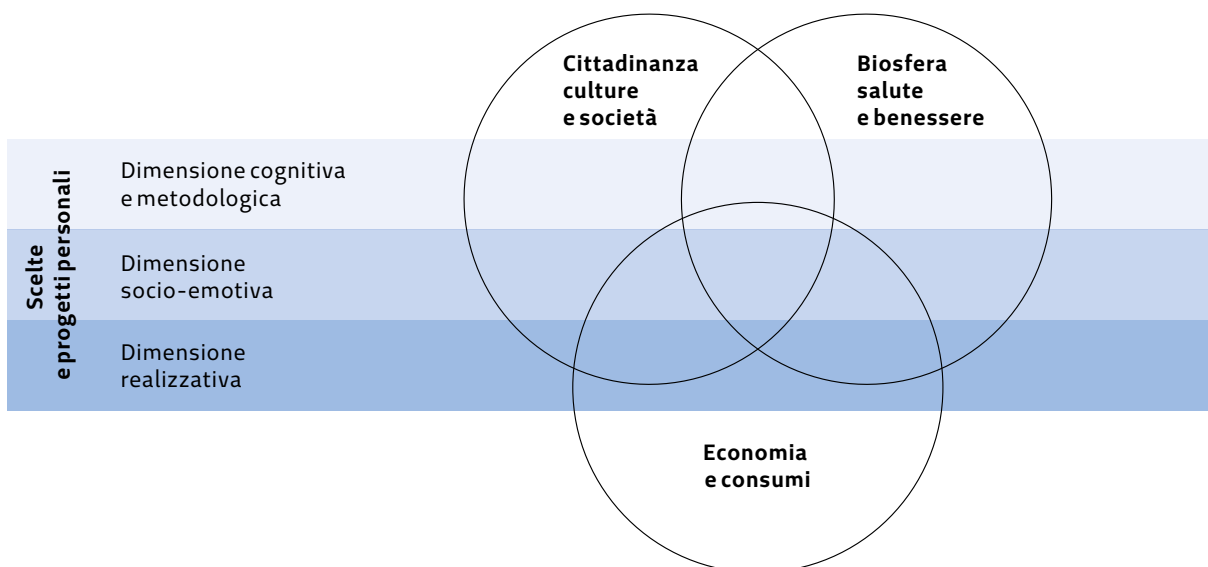 Cittadinanza
culture
e società
Biosfera
salute
e benessere
Scelte
e progetti personali
Dimensione cognitiva
e metodologica
Dimensione
socio-emotiva
Dimensione
realizzativa
Economia
e consumi